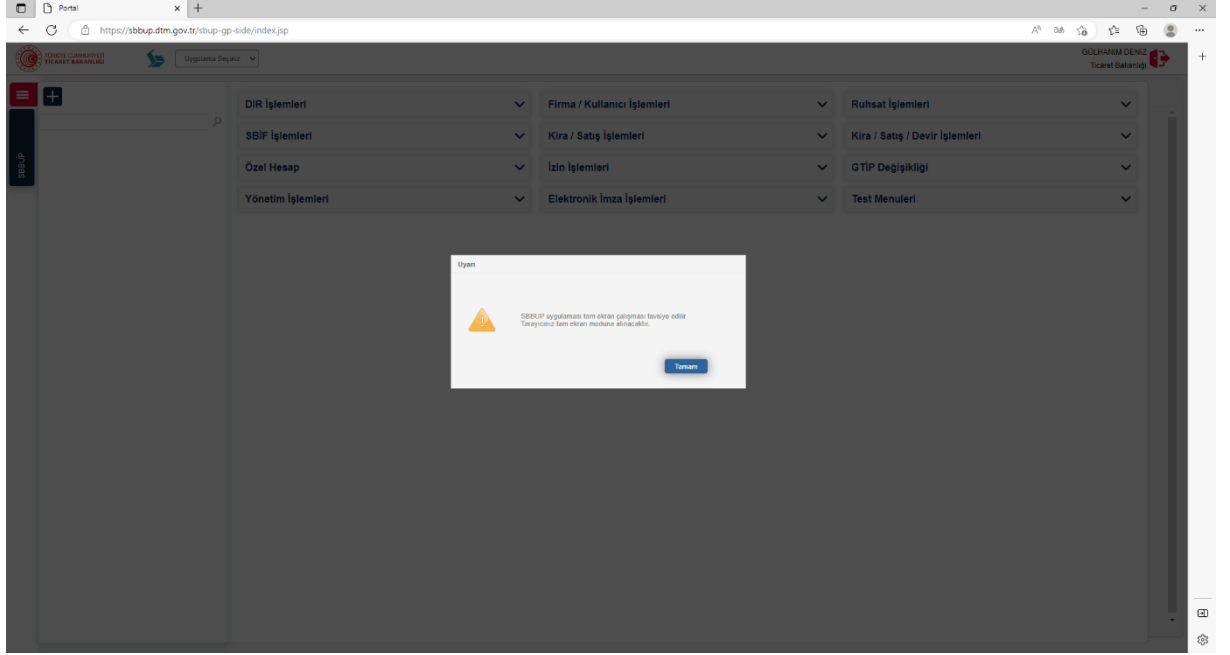 Portal
https://sbbup.dtm.gov.tr/sbup-gp-side/index.jsp
TÜRKİYE CUMHURİYETİ
TİCARET BAKANLIĞI
Uygulama Seçiniz
GÜLHANIM DENİZ
Ticaret Bakanlığı
SBBUP
DIR İşlemleri
Firma / Kullanıcı İşlemleri
Ruhsat İşlemleri
SBİF İşlemleri
Kira / Satış İşlemleri
Kira / Satış / Devir İşlemleri
Özel Hesap
İzin İşlemleri
GTİP Değişikliği
Yönetim İşlemleri
Elektronik İmza İşlemleri
Test Menuleri
Uyarı
SBBUP uygulaması tam ekran çalışması tavsiye edilir.
Tarayıcınız tam ekran moduna alınacaktır.
Tamam